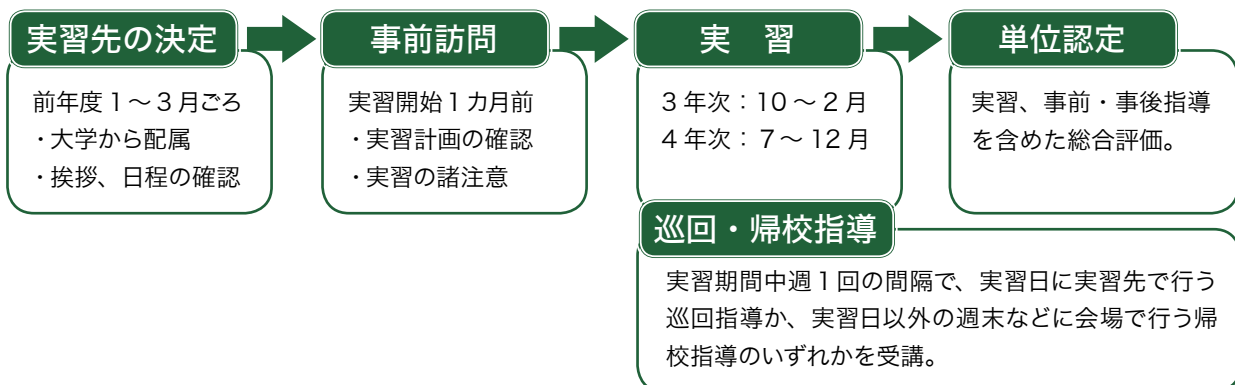 実習先の決定
前年度1〜3月ごろ
・大学から配属
・挨拶、日程の確認
事前訪問
実習開始1カ月前
・実習計画の確認
・実習の諸注意
実　習
3年次：10〜2月
4年次：7〜12月
単位認定
実習、事前・事後指導
を含めた総合評価。
巡回・帰校指導
実習期間中週1回の間隔で、実習日に実習先で行う
巡回指導か、実習日以外の週末などに会場で行う帰
校指導のいずれかを受講。